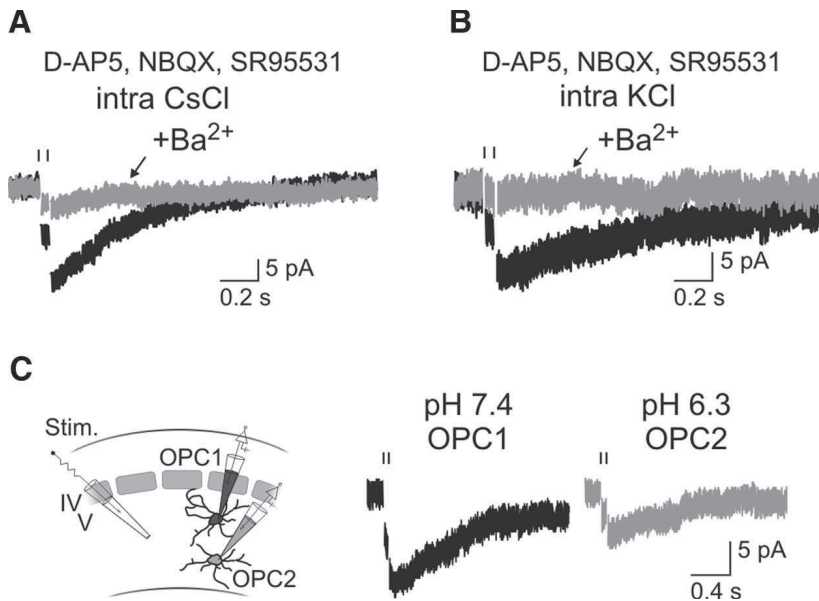 A
D-AP5, NBQX, SR95531
intra CsCl
+Ba2+
5 pA
0.2 s
B
D-AP5, NBQX, SR95531
intra KCl
+Ba2+
5 pA
0.2 s
C
Stim.
OPC1
IV
V
OPC2
pH 7.4
OPC1
pH 6.3
OPC2
5 pA
0.4 s